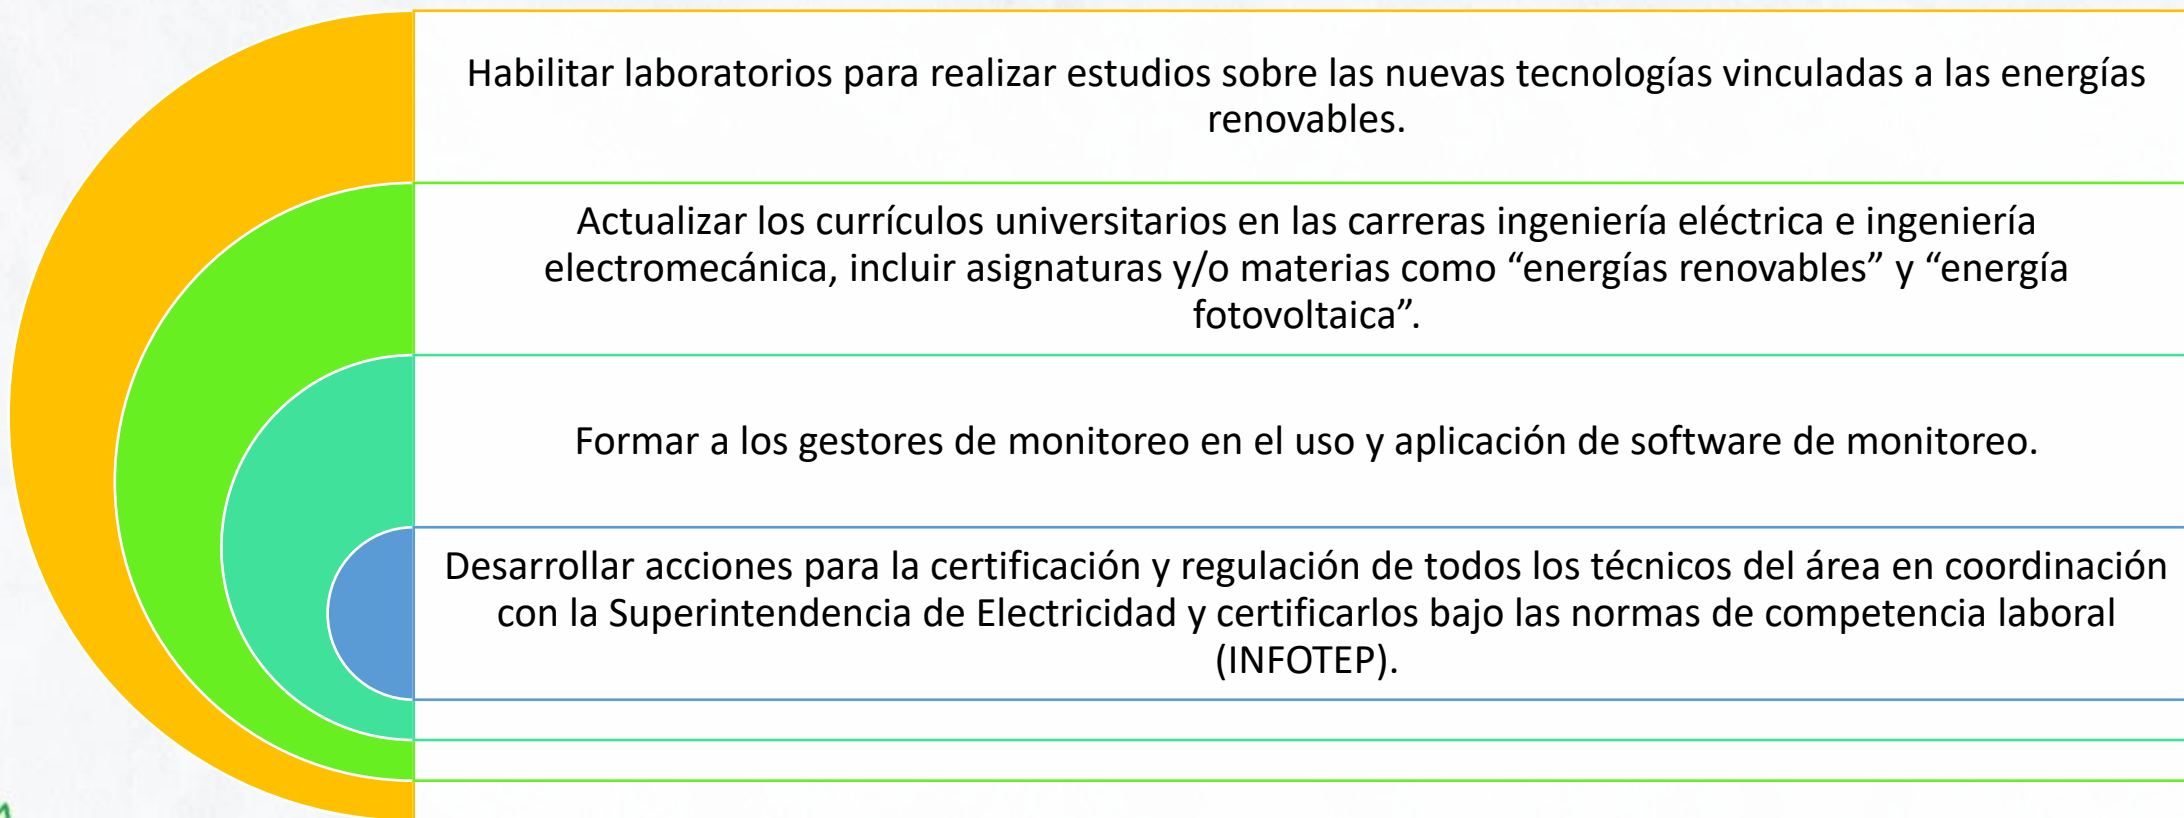 Habilitar laboratorios para realizar estudios sobre las nuevas tecnologías vinculadas a las energías
renovables.
Actualizar los currículos universitarios en las carreras ingeniería eléctrica e ingeniería
electromecánica, incluir asignaturas y/o materias como “energías renovables” y “energía
fotovoltaica”.
Formar a los gestores de monitoreo en el uso y aplicación de software de monitoreo.
Desarrollar acciones para la certificación y regulación de todos los técnicos del área en coordinación
con la Superintendencia de Electricidad y certificarlos bajo las normas de competencia laboral
(INFOTEP).